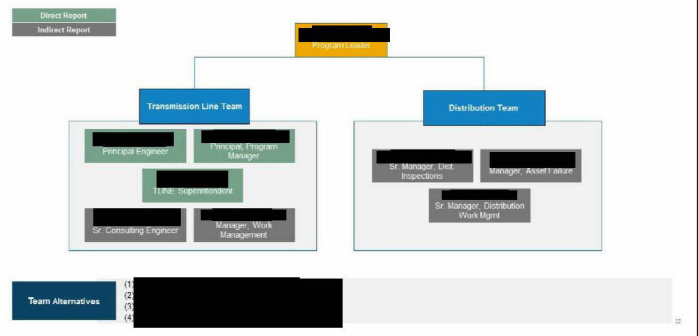 Direct Report
Indirect Report
Program Leader
Transmission Line Team
Distribution Team
Principal Engineer
Principal, Program
Manager
TLINE Superintendent
Sr. Consulting Engineer
Manager, Work
Management
Sr. Manager, Dist.
Inspections
Manager, Asset Failure
Sr. Manager, Distribution
Work Mgmt
Team Alternatives
(1)
(2)
(3)
(4)